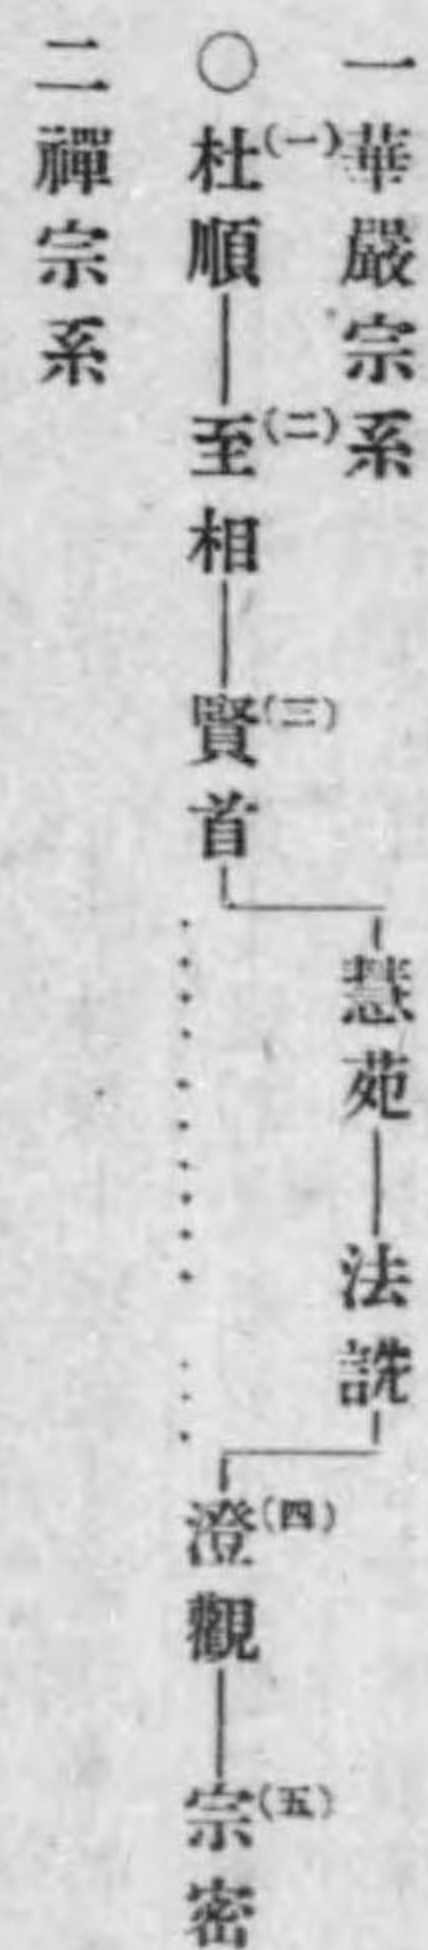 一 華嚴宗系
○ 杜順(一)—至相(二)—賢首(三)
慧苑—法詵
澄觀(四)—宗密(五)
二 禪宗系